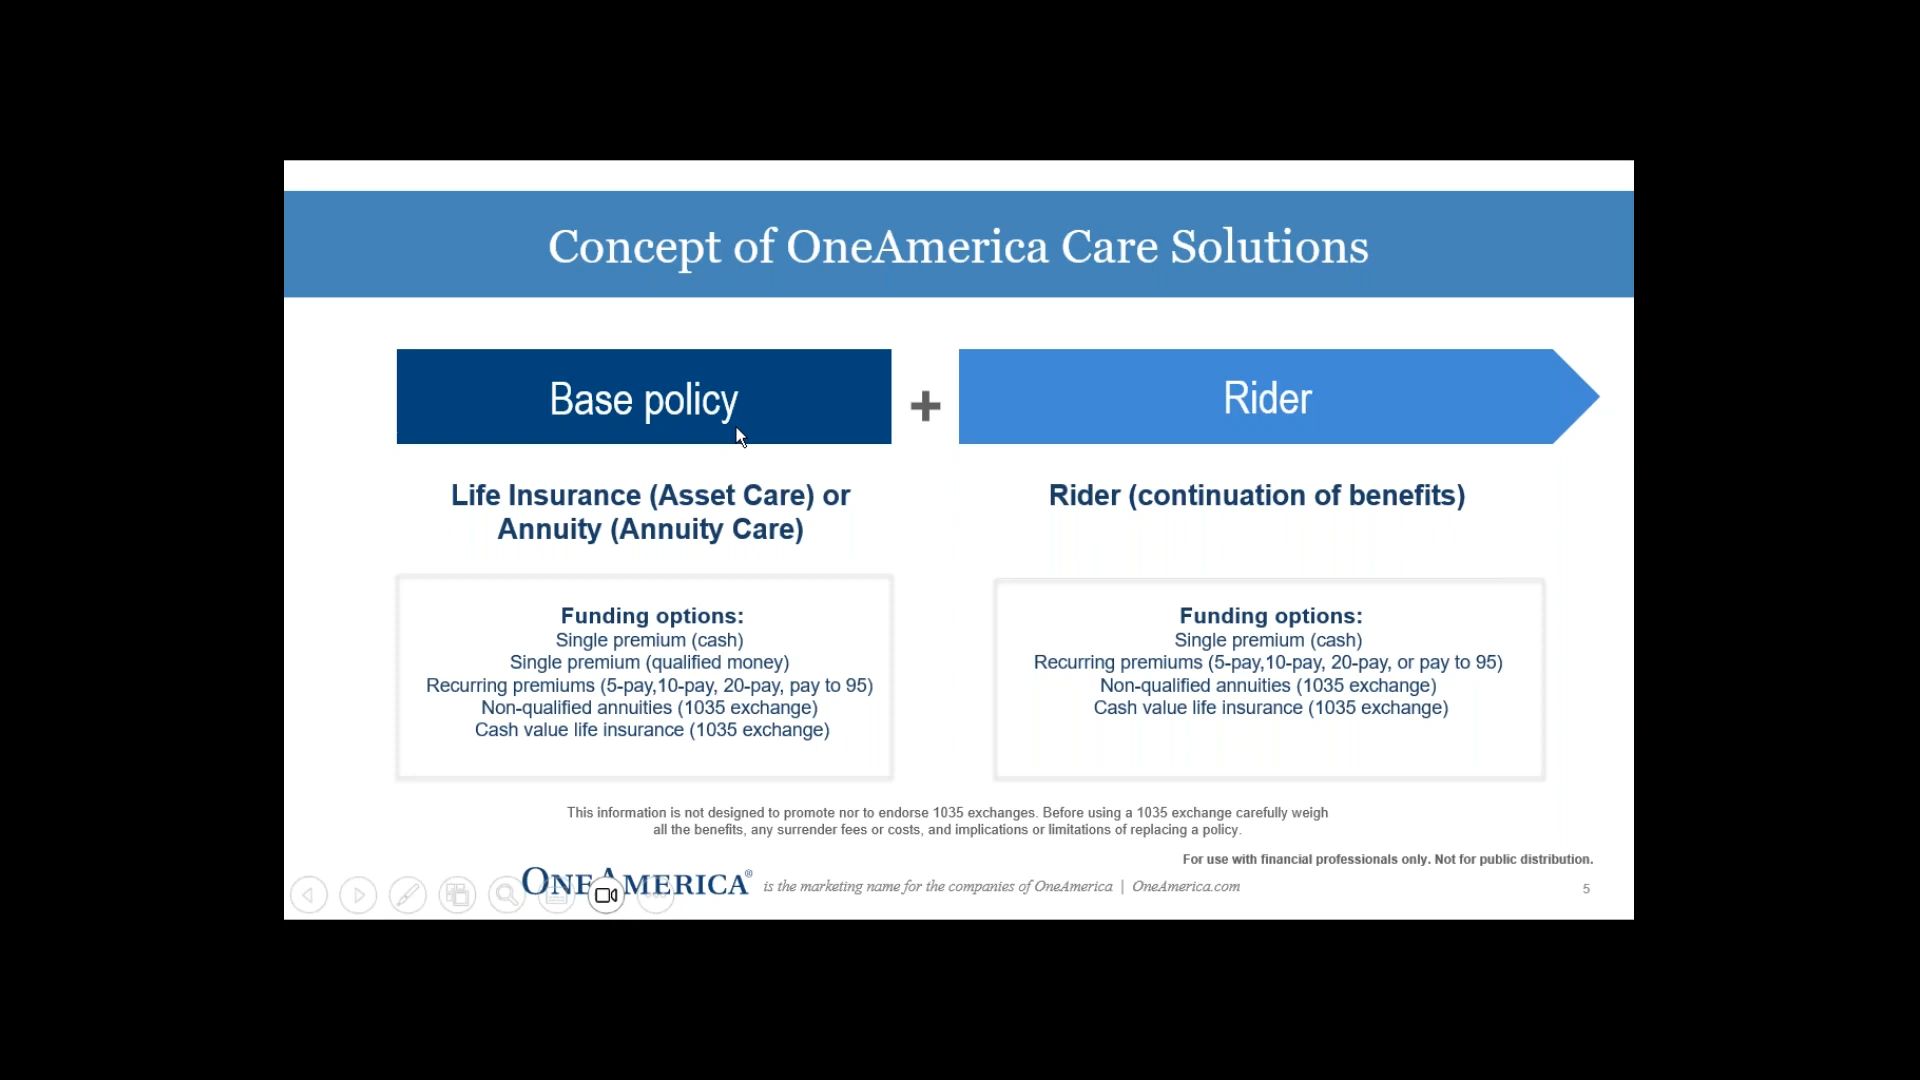 Concept of OneAmerica Care Solutions
Base policy
+
Rider
Life Insurance (Asset Care) or
Annuity (Annuity Care)
Rider (continuation of benefits)
Funding options:
Single premium (cash)
Single premium (qualified money)
Recurring premiums (5-pay,10-pay, 20-pay, pay to 95)
Non-qualified annuities (1035 exchange)
Cash value life insurance (1035 exchange)
Funding options:
Single premium (cash)
Recurring premiums (5-pay,10-pay, 20-pay, or pay to 95)
Non-qualified annuities (1035 exchange)
Cash value life insurance (1035 exchange)
This information is not designed to promote nor to endorse 1035 exchanges. Before using a 1035 exchange carefully weigh
all the benefits, any surrender fees or costs, and implications or limitations of replacing a policy.
For use with financial professionals only. Not for public distribution.
ONEAMERICA® is the marketing name for the companies of OneAmerica | OneAmerica.com
5